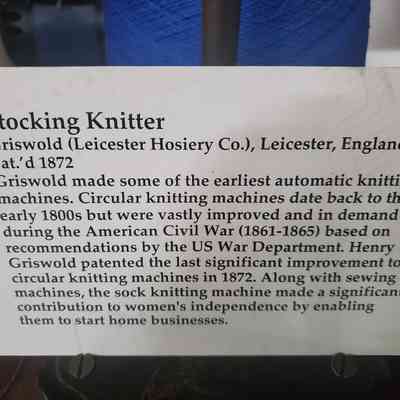 tocking Knitter
riswold (Leicester Hosiery Co.), Leicester, England
at.'d 1872
Griswold made some of the earliest automatic knitti
machines. Circular knitting machines date back to th
early 1800s but were vastly improved and in demand
during the American Civil War (1861-1865) based on
recommendations by the US War Department. Henry
Griswold patented the last significant improvement to
circular knitting machines in 1872. Along with sewing
machines, the sock knitting machine made a significan
contribution to women's independence by enabling
them to start home businesses.